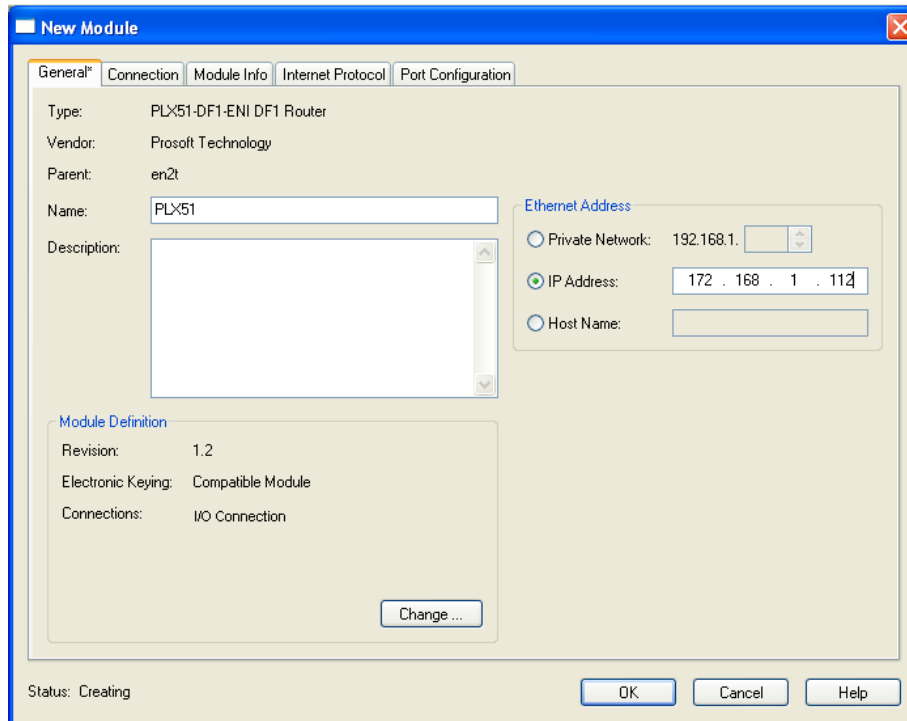 New Module
General* Connection Module Info Internet Protocol Port Configuration
Type: PLX51-DF1-ENI DF1 Router
Vendor: Prosoft Technology
Parent: en2t
Name: PLX51
Description:
Ethernet Address
Private Network: 192.168.1.
IP Address: 172 . 168 . 1 . 112
Host Name:
Module Definition
Revision: 1.2
Electronic Keying: Compatible Module
Connections: I/O Connection
Change ...
Status: Creating
OK Cancel Help